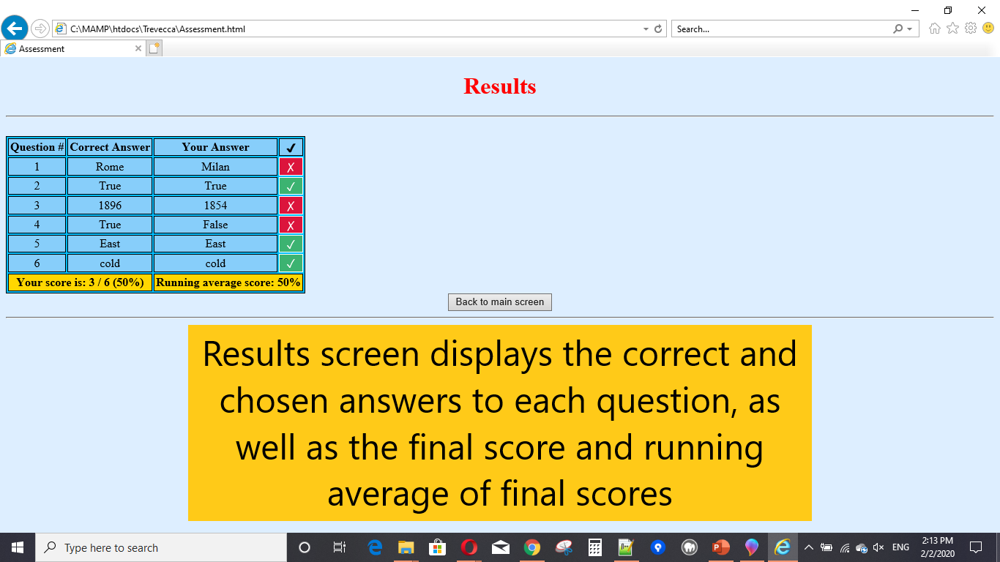 C:\MAMP\htdocs\Trevecca\Assessment.html
Search...
Assessment
Results
Question # Correct Answer Your Answer ✓
1 Rome Milan ✗
2 True True ✓
3 1896 1854 ✗
4 True False ✗
5 East East ✓
6 cold cold ✓
Your score is: 3 / 6 (50%) Running average score: 50%
Back to main screen
Results screen displays the correct and
chosen answers to each question, as
well as the final score and running
average of final scores
Type here to search
ENG
2:13 PM
2/2/2020